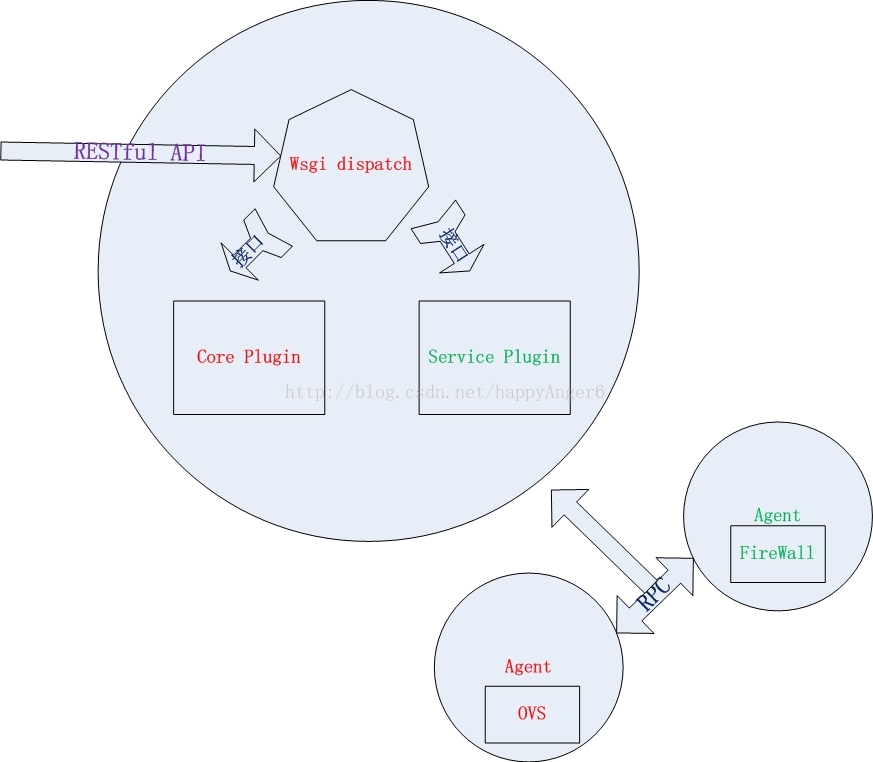 RESTful API
Wsgi dispatch
接口
接口
Core Plugin
Service Plugin
http://blog.csdn.net/happyAnger6
Agent
FireWall
RPC
Agent
OVS